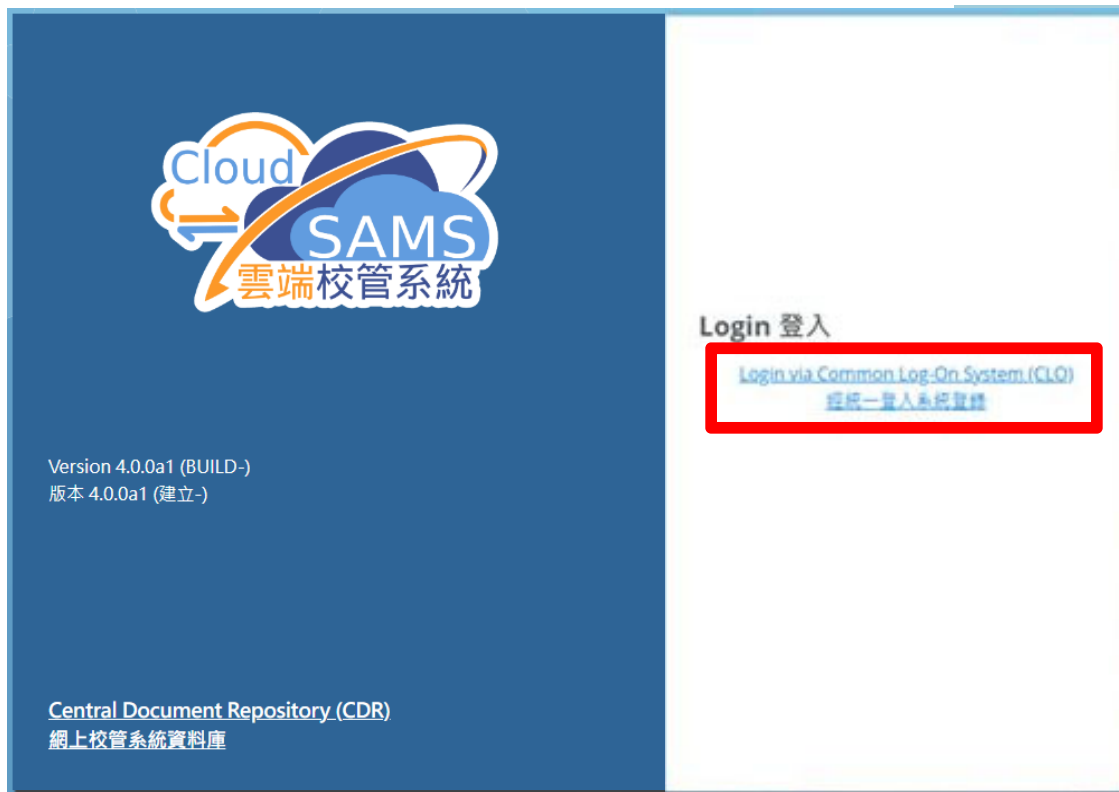 Cloud
SAMS
雲端校管系統
Version 4.0.0a1 (BUILD-)
版本 4.0.0a1 (建立-)
Central Document Repository (CDR)
網上校管系統資料庫
Login 登入
Login via Common Log-On System (CLO)
經統一登入系統登錄